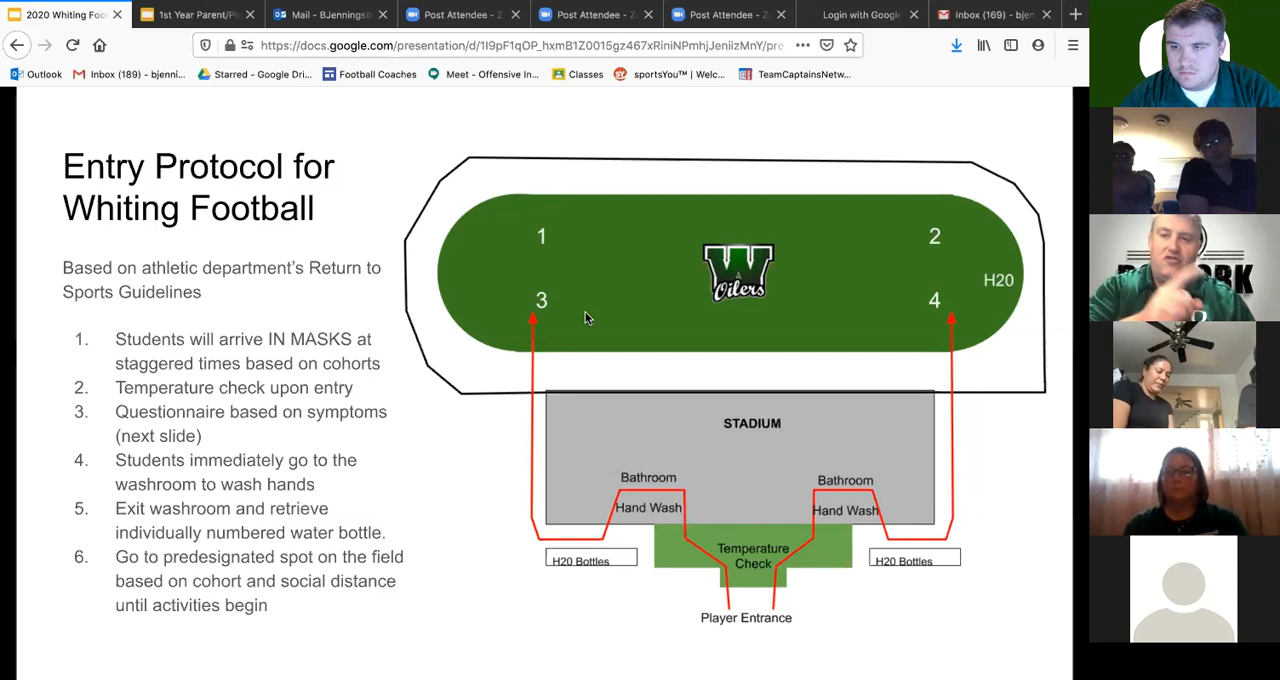 2020 Whiting Foot
1st Year Parent/Pl
Mail - BJenningst
Post Attendee - Z
Post Attendee - Z
Post Attendee - Z
Login with Googl
Inbox (169) - bjen
https://docs.google.com/presentation/d/1I9pF1qOP_hxmB1Z0015gz467xRiniNPmhjJeniizMnY/pre
Outlook
Inbox (189) - bjenni...
Starred - Google Dri...
Football Coaches
Meet - Offensive In...
Classes
sportsYou™ | Welc...
TeamCaptainsNetw...
Entry Protocol for
Whiting Football
Based on athletic department's Return to
Sports Guidelines
1. Students will arrive IN MASKS at
staggered times based on cohorts
2. Temperature check upon entry
3. Questionnaire based on symptoms
(next slide)
4. Students immediately go to the
washroom to wash hands
5. Exit washroom and retrieve
individually numbered water bottle.
6. Go to predesignated spot on the field
based on cohort and social distance
until activities begin
1
2
W
Oilers
H20
3
4
STADIUM
Bathroom
Bathroom
Hand Wash
Hand Wash
Temperature
Check
H20 Bottles
H20 Bottles
Player Entrance